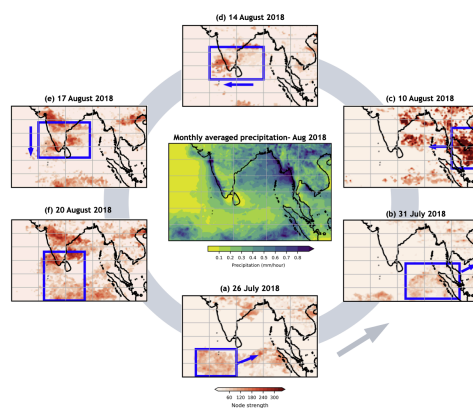 (d) 14 August 2018
(e) 17 August 2018
(c) 10 August 2018
Monthly averaged precipitation- Aug 2018
0.1 0.2 0.3 0.4 0.5 0.6 0.7 0.8
Precipitation (mm/hour)
(f) 20 August 2018
(b) 31 July 2018
(a) 26 July 2018
60 120 180 240 300
Node strength